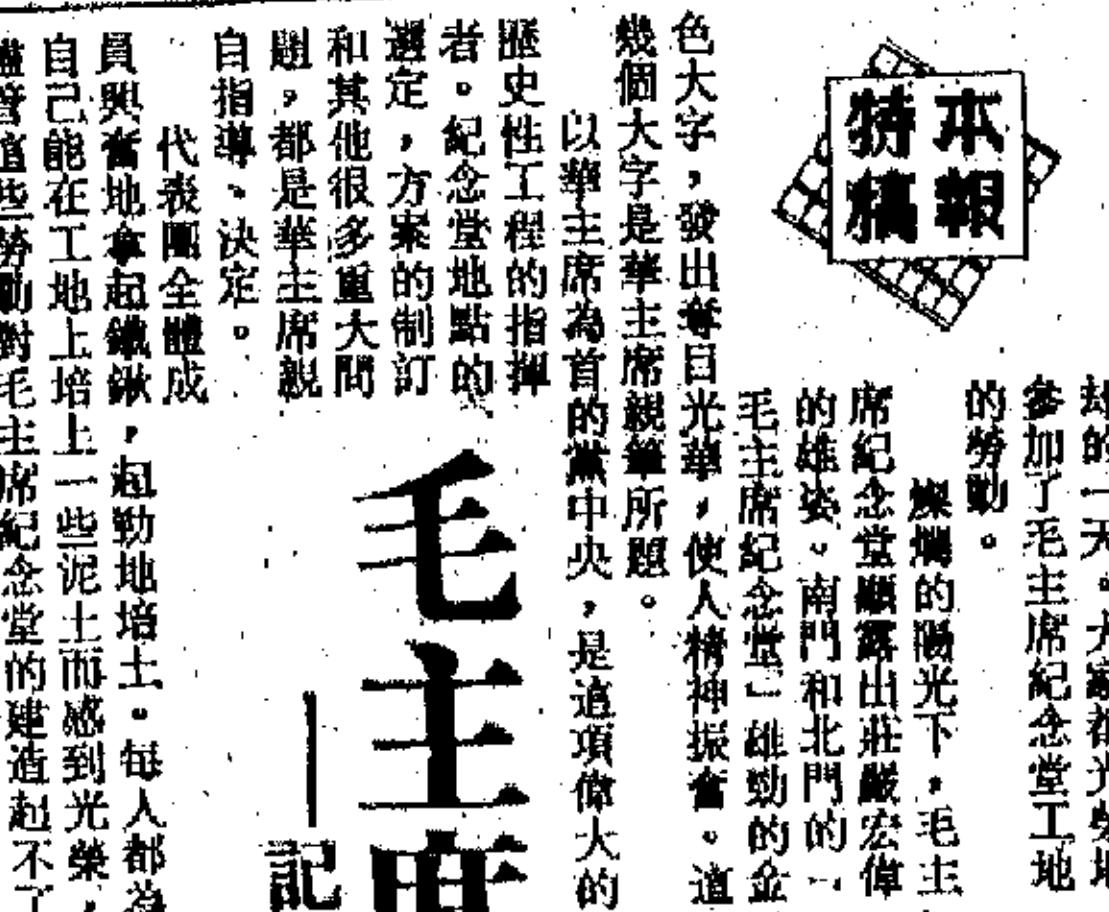 本報
特稿
却的一天。大家都光榮地
參加了毛主席紀念堂工地
的勞動。
燦爛的陽光下，毛主
席紀念堂顯露出莊嚴宏偉
的雄姿。南門和北門的「
毛主席紀念堂」雄勁的金
色大字，發出奪目光華，使人精神振奮。這
幾個大字是華主席親筆所題。
以華主席為首的黨中央，是這項偉大的
歷史性工程的指揮
者。紀念堂地點的
選定，方案的制訂
和其他很多重大問
題，都是華主席親
自指導、決定。
毛主席
——記
代表團全體成
員興奮地拿起鐵鍬，起勁地培土。每人都為
自己能在工地上培上一些泥土而感到光榮，
儘管這些勞動對毛主席紀念堂的建造起不了